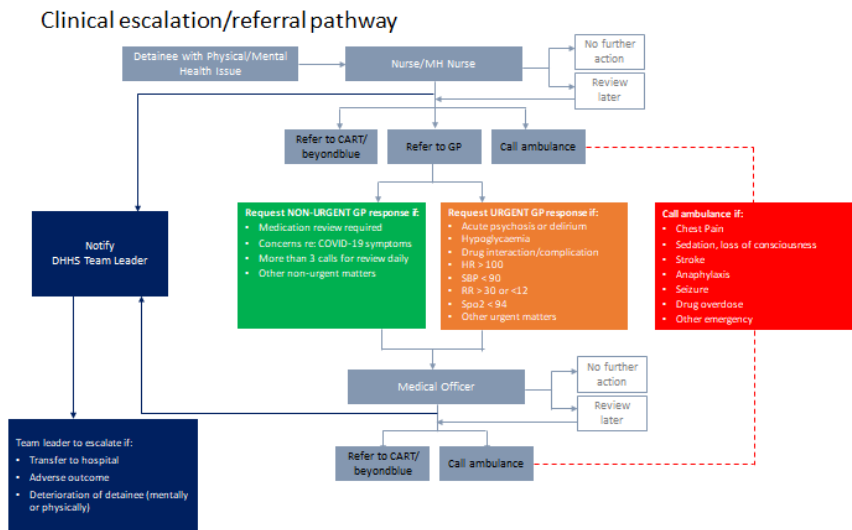 Clinical escalation/referral pathway
Detainee with Physical/Mental
Health Issue
Nurse/MH Nurse
No further
action
Review
later
Refer to CART/
beyondblue
Refer to GP
Call ambulance
Notify
DHHS Team Leader
Request NON-URGENT GP response if:
• Medication review required
• Concerns re: COVID-19 symptoms
• More than 3 calls for review daily
• Other non-urgent matters
Request URGENT GP response if:
• Acute psychosis or delirium
• Hypoglycaemia
• Drug interaction/complication
• HR > 100
• SBP < 90
• RR > 30 or <12
• Spo2 < 94
• Other urgent matters
Call ambulance if:
• Chest Pain
• Sedation, loss of consciousness
• Stroke
• Anaphylaxis
• Seizure
• Drug overdose
• Other emergency
Medical Officer
No further
action
Review
later
Team leader to escalate if:
• Transfer to hospital
• Adverse outcome
• Deterioration of detainee (mentally
or physically)
Refer to CART/
beyondblue
Call ambulance